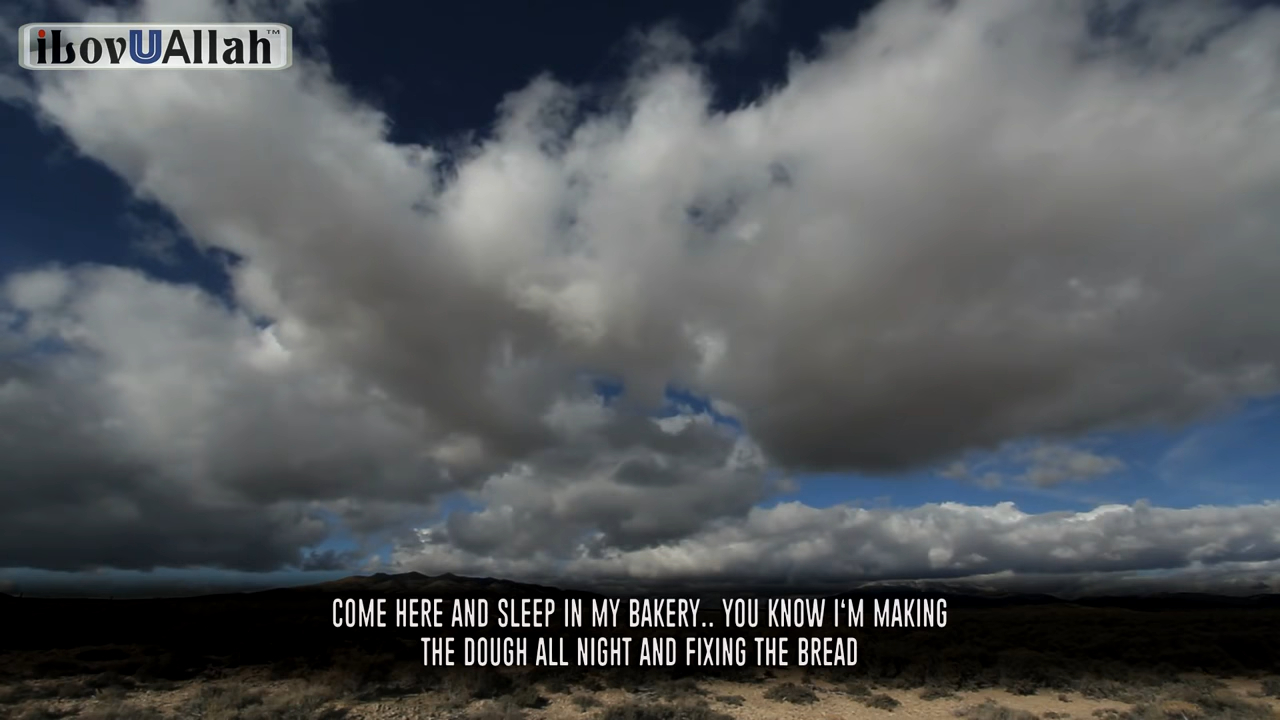 iLovUAllah™
COME HERE AND SLEEP IN MY BAKERY.. YOU KNOW I'M MAKING
THE DOUGH ALL NIGHT AND FIXING THE BREAD